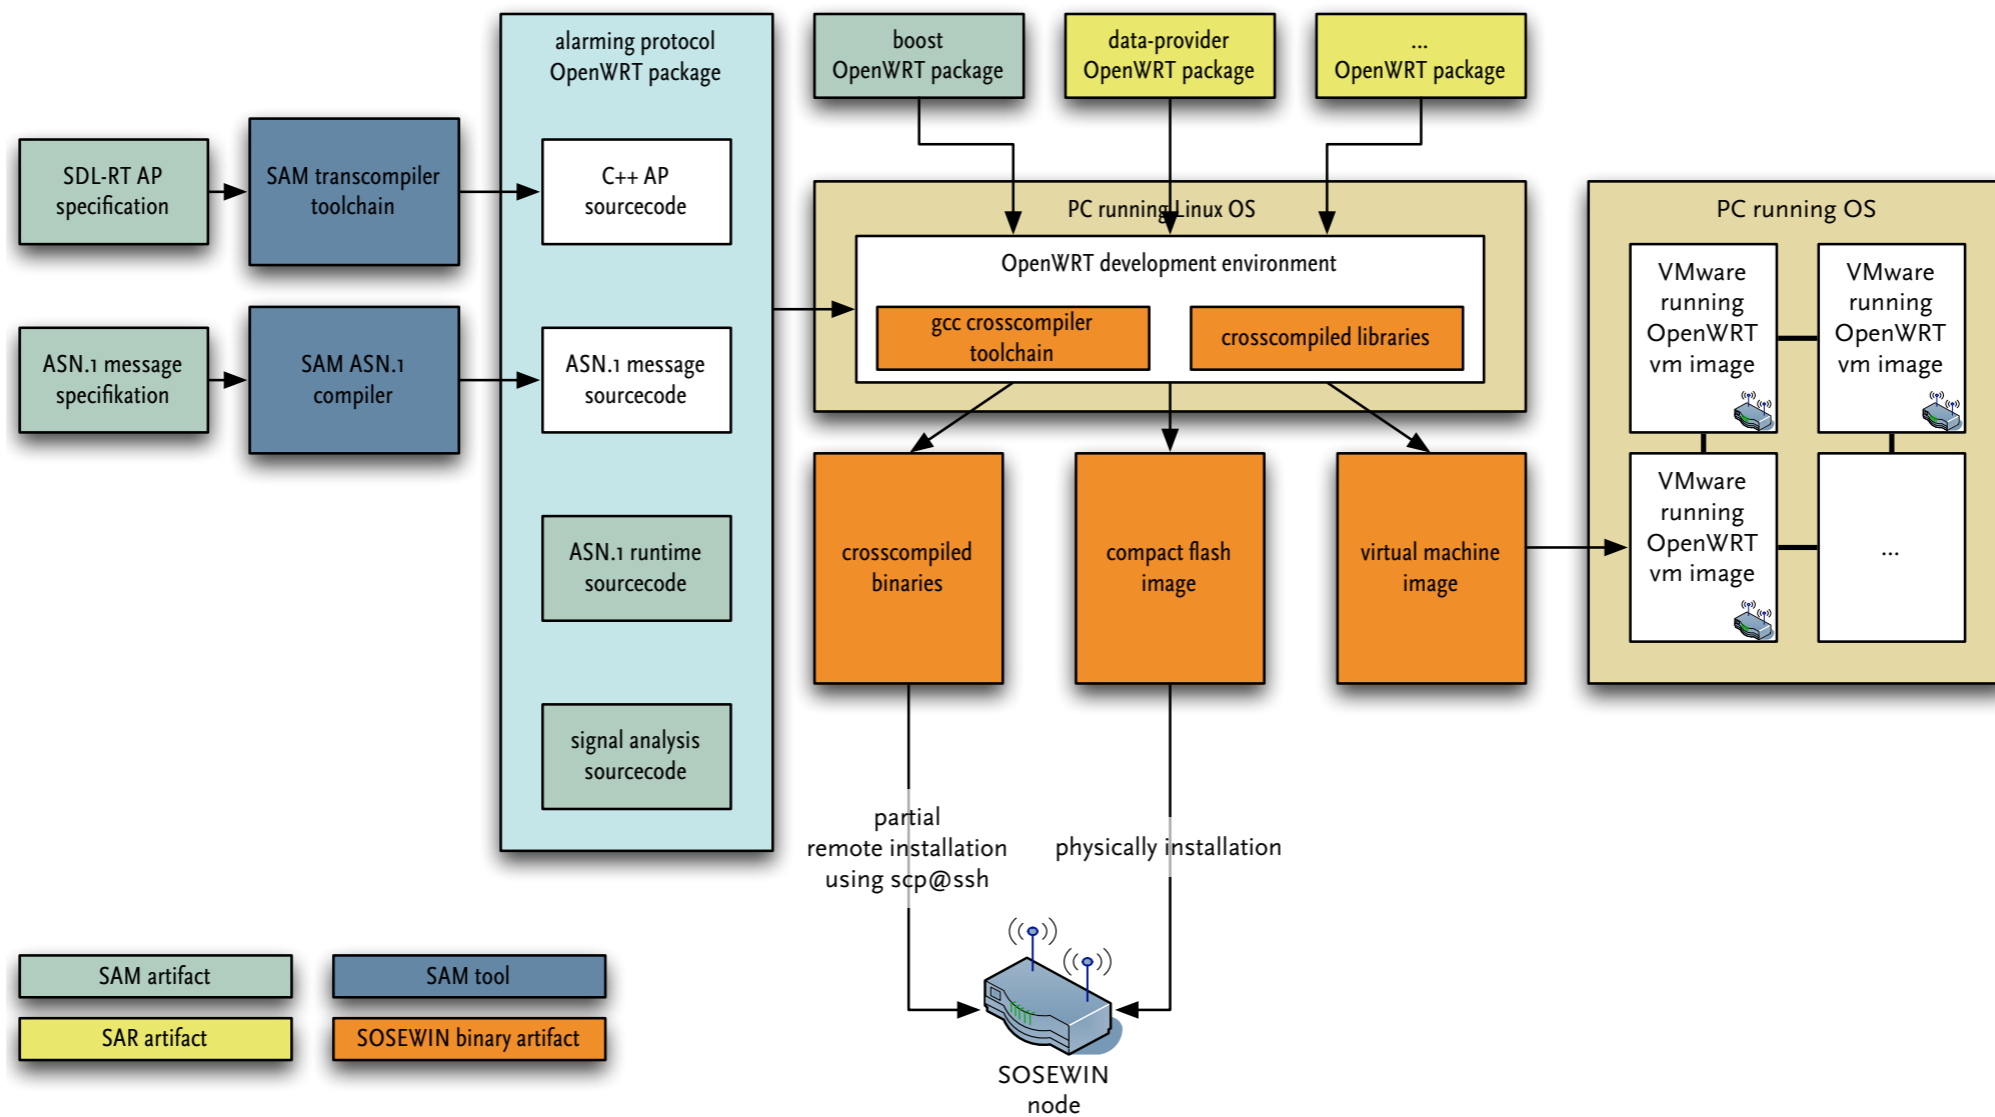 alarming protocol
OpenWRT package
boost
OpenWRT package
data-provider
OpenWRT package
...
OpenWRT package
SDL-RT AP
specification
SAM transcompiler
toolchain
C++ AP
sourcecode
PC running Linux OS
PC running OS
OpenWRT development environment
gcc crosscompiler
toolchain
crosscompiled libraries
VMware
running
OpenWRT
vm image
VMware
running
OpenWRT
vm image
ASN.1 message
specifikation
SAM ASN.1
compiler
ASN.1 message
sourcecode
ASN.1 runtime
sourcecode
crosscompiled
binaries
compact flash
image
virtual machine
image
VMware
running
OpenWRT
vm image
...
signal analysis
sourcecode
partial
remote installation
using scp@ssh
physically installation
SAM artifact
SAM tool
SAR artifact
SOSEWIN binary artifact
SOSEWIN
node